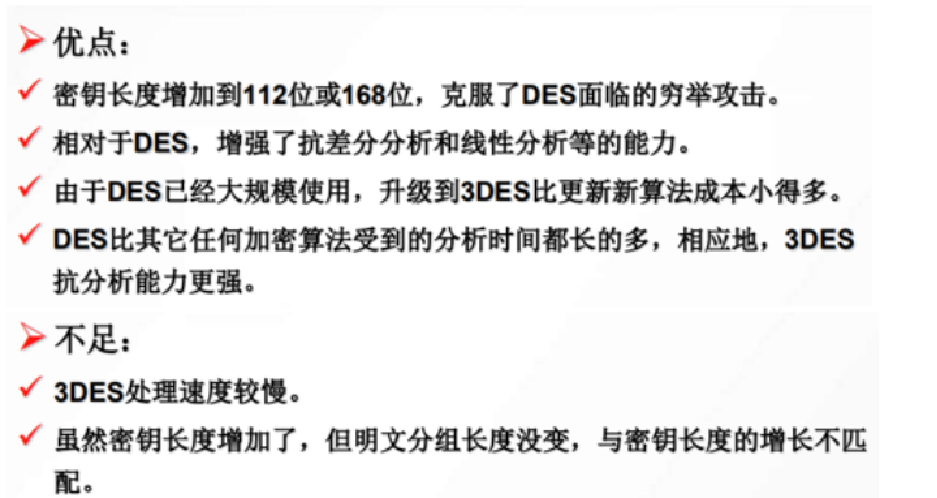 优点：
密钥长度增加到112位或168位，克服了DES面临的穷举攻击。
相对于DES，增强了抗差分分析和线性分析等的能力。
由于DES已经大规模使用，升级到3DES比更新新算法成本小得多。
DES比其它任何加密算法受到的分析时间都长的多，相应地，3DES
抗分析能力更强。
不足：
3DES处理速度较慢。
虽然密钥长度增加了，但明文分组长度没变，与密钥长度的增长不匹
配。